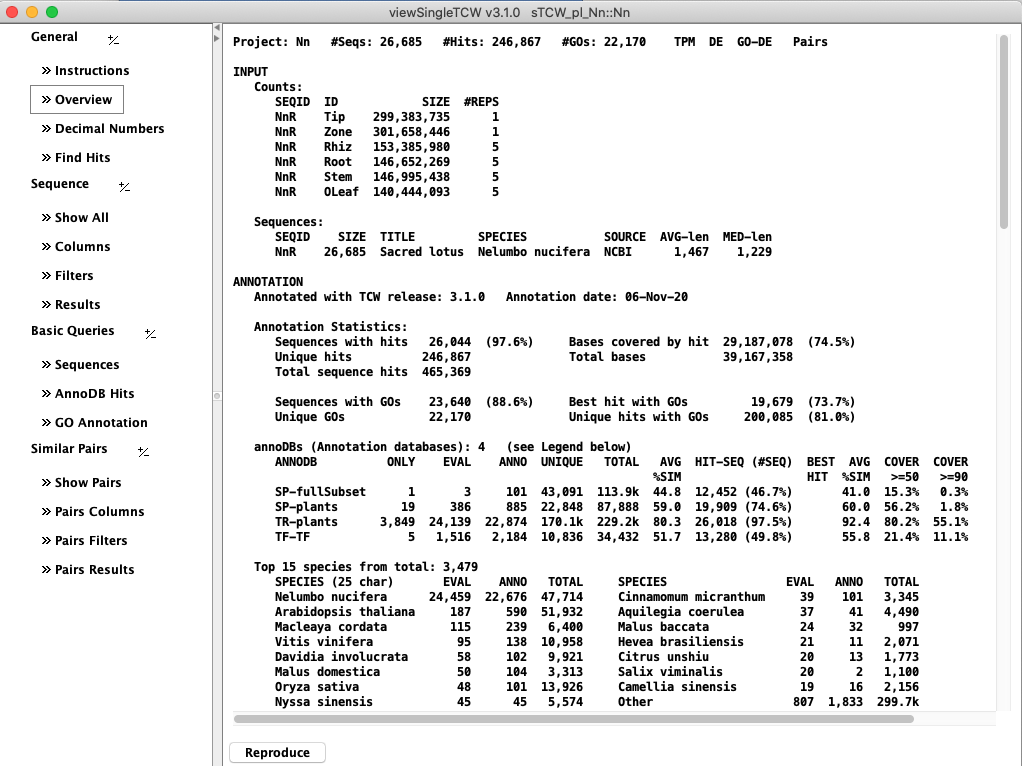 viewSingleTCW v3.1.0   sTCW_pl_Nn::Nn
General   +/-
» Instructions
» Overview
» Decimal Numbers
» Find Hits
Sequence   +/-
» Show All
» Columns
» Filters
» Results
Basic Queries   +/-
» Sequences
» AnnoDB Hits
» GO Annotation
Similar Pairs   +/-
» Show Pairs
» Pairs Columns
» Pairs Filters
» Pairs Results
Project: Nn   #Seqs: 26,685   #Hits: 246,867   #GOs: 22,170    TPM  DE  GO-DE   Pairs
INPUT
   Counts:
      SEQID  ID            SIZE  #REPS
      NnR    Tip    299,383,735      1
      NnR    Zone   301,658,446      1
      NnR    Rhiz   153,385,980      5
      NnR    Root   146,652,269      5
      NnR    Stem   146,995,438      5
      NnR    OLeaf  140,444,093      5
   Sequences:
      SEQID    SIZE  TITLE         SPECIES           SOURCE  AVG-len  MED-len
      NnR    26,685  Sacred lotus  Nelumbo nucifera  NCBI      1,467    1,229
ANNOTATION
   Annotated with TCW release: 3.1.0   Annotation date: 06-Nov-20
   Annotation Statistics:
      Sequences with hits   26,044  (97.6%)     Bases covered by hit  29,187,078  (74.5%)
      Unique hits          246,867              Total bases           39,167,358
      Total sequence hits  465,369
      Sequences with GOs    23,640  (88.6%)     Best hit with GOs         19,679  (73.7%)
      Unique GOs            22,170              Unique hits with GOs     200,085  (81.0%)
   annoDBs (Annotation databases): 4   (see Legend below)
      ANNODB          ONLY    EVAL    ANNO  UNIQUE   TOTAL   AVG  HIT-SEQ (#SEQ)  BEST  AVG  COVER  COVER
                                                            %SIM                  HIT  %SIM   >=50   >=90
      SP-fullSubset      1       3     101  43,091  113.9k  44.8  12,452 (46.7%)       41.0  15.3%   0.3%
      SP-plants         19     386     885  22,848  87,888  59.0  19,909 (74.6%)       60.0  56.2%   1.8%
      TR-plants      3,849  24,139  22,874  170.1k  229.2k  80.3  26,018 (97.5%)       92.4  80.2%  55.1%
      TF-TF              5   1,516   2,184  10,836  34,432  51.7  13,280 (49.8%)       55.8  21.4%  11.1%
   Top 15 species from total: 3,479
      SPECIES (25 char)       EVAL    ANNO   TOTAL     SPECIES                 EVAL   ANNO   TOTAL
      Nelumbo nucifera      24,459  22,676  47,714     Cinnamomum micranthum     39    101   3,345
      Arabidopsis thaliana     187     590  51,932     Aquilegia coerulea        37     41   4,490
      Macleaya cordata         115     239   6,400     Malus baccata             24     32     997
      Vitis vinifera            95     138  10,958     Hevea brasiliensis        21     11   2,071
      Davidia involucrata       58     102   9,921     Citrus unshiu             20     13   1,773
      Malus domestica           50     104   3,313     Salix viminalis           20      2   1,100
      Oryza sativa              48     101  13,926     Camellia sinensis         19     16   2,156
      Nyssa sinensis            45      45   5,574     Other                    807  1,833  299.7k
Reproduce